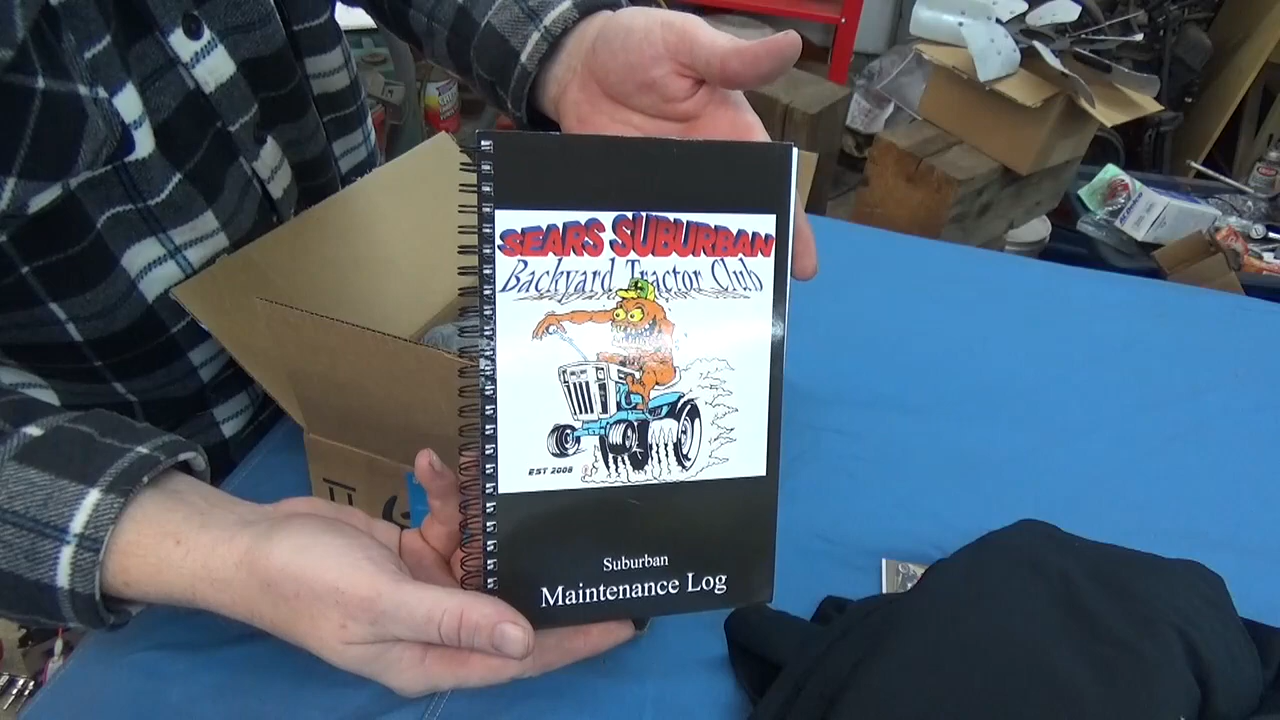 SEARS SUBURBAN
Backyard Tractor Club
EST 2008
Suburban
Maintenance Log